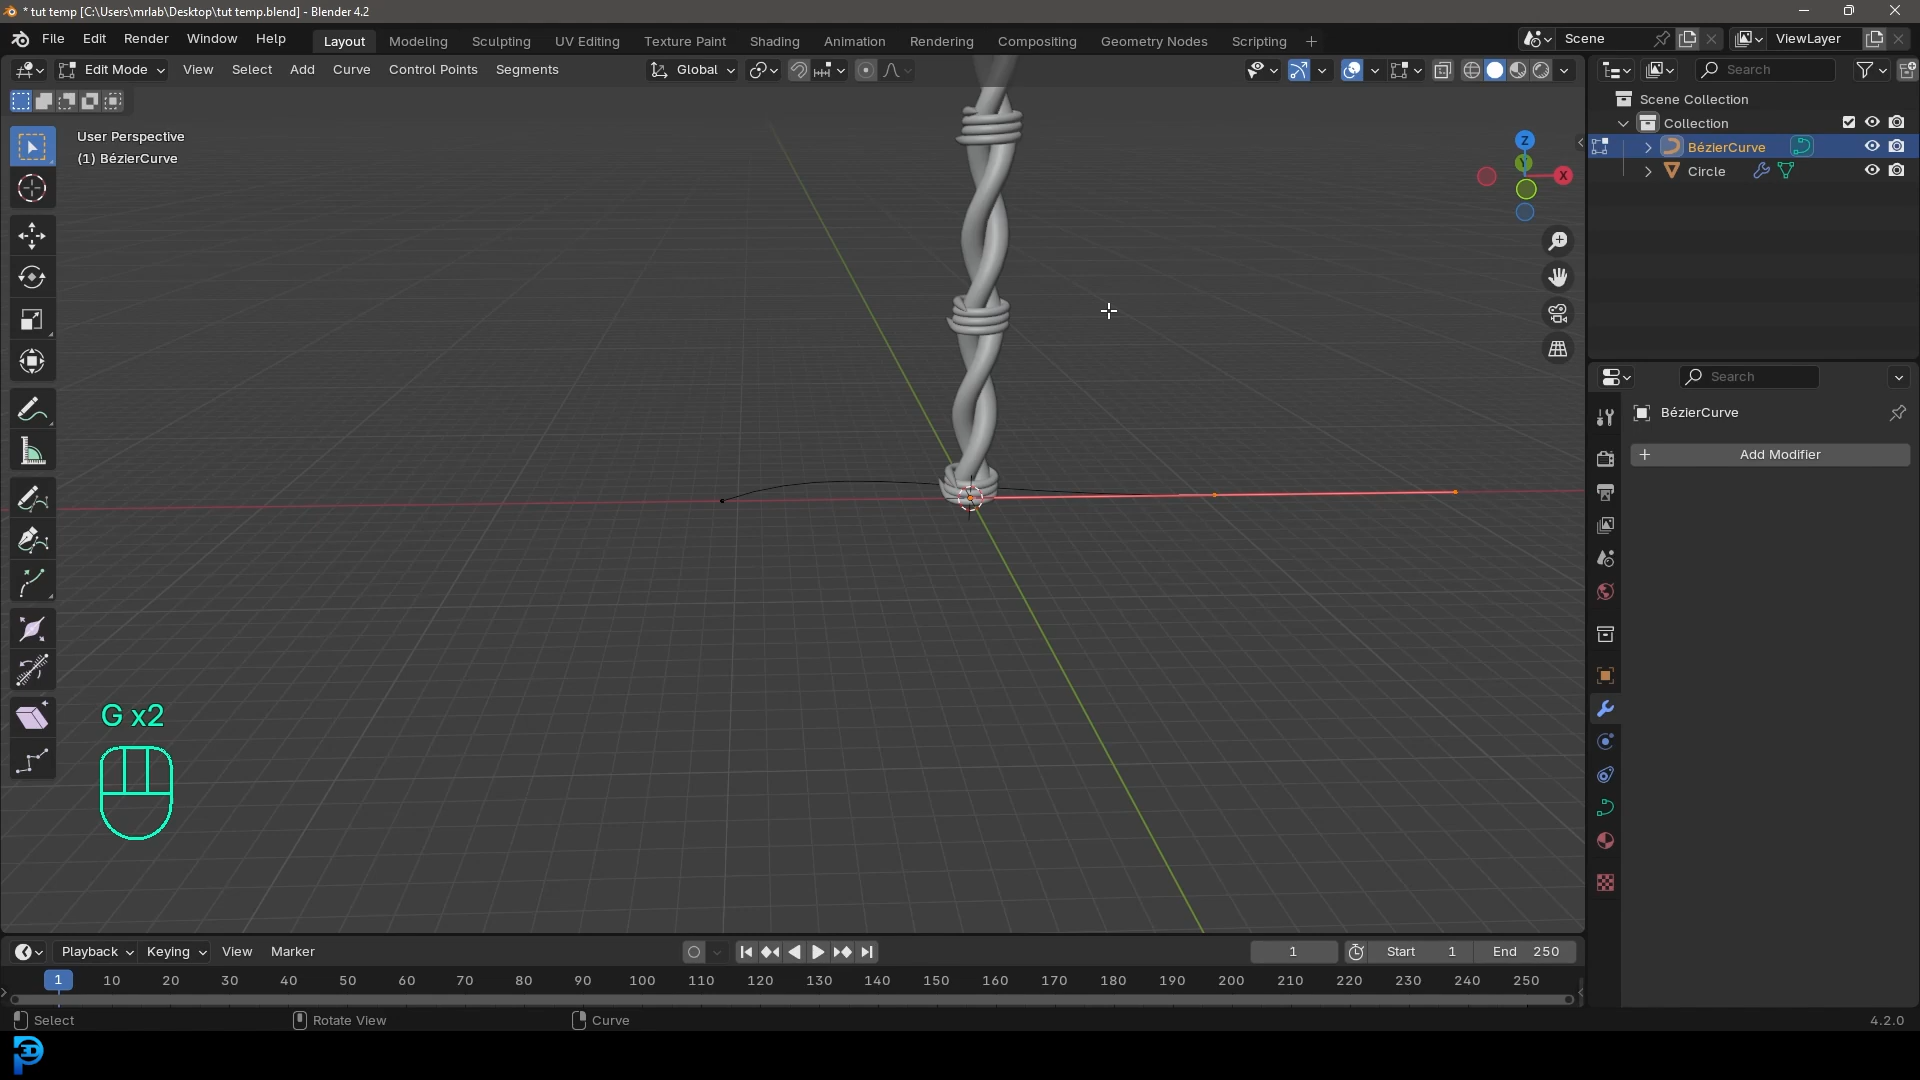 * tut temp [C:\Users\mrlab\Desktop\tut temp.blend] - Blender 4.2
File Edit Render Window Help
Layout Modeling Sculpting UV Editing Texture Paint Shading Animation Rendering Compositing Geometry Nodes Scripting +
Scene
ViewLayer
Edit Mode View Select Add Curve Control Points Segments
Global
Search
User Perspective
(1) BézierCurve
Z
Y
X
Scene Collection
Collection
BézierCurve
Circle
Search
BézierCurve
+ Add Modifier
G x2
Playback Keying View Marker
1
Start 1
End 250
1 10 20 30 40 50 60 70 80 90 100 110 120 130 140 150 160 170 180 190 200 210 220 230 240 250
Select
Rotate View
Curve
4.2.0
3D